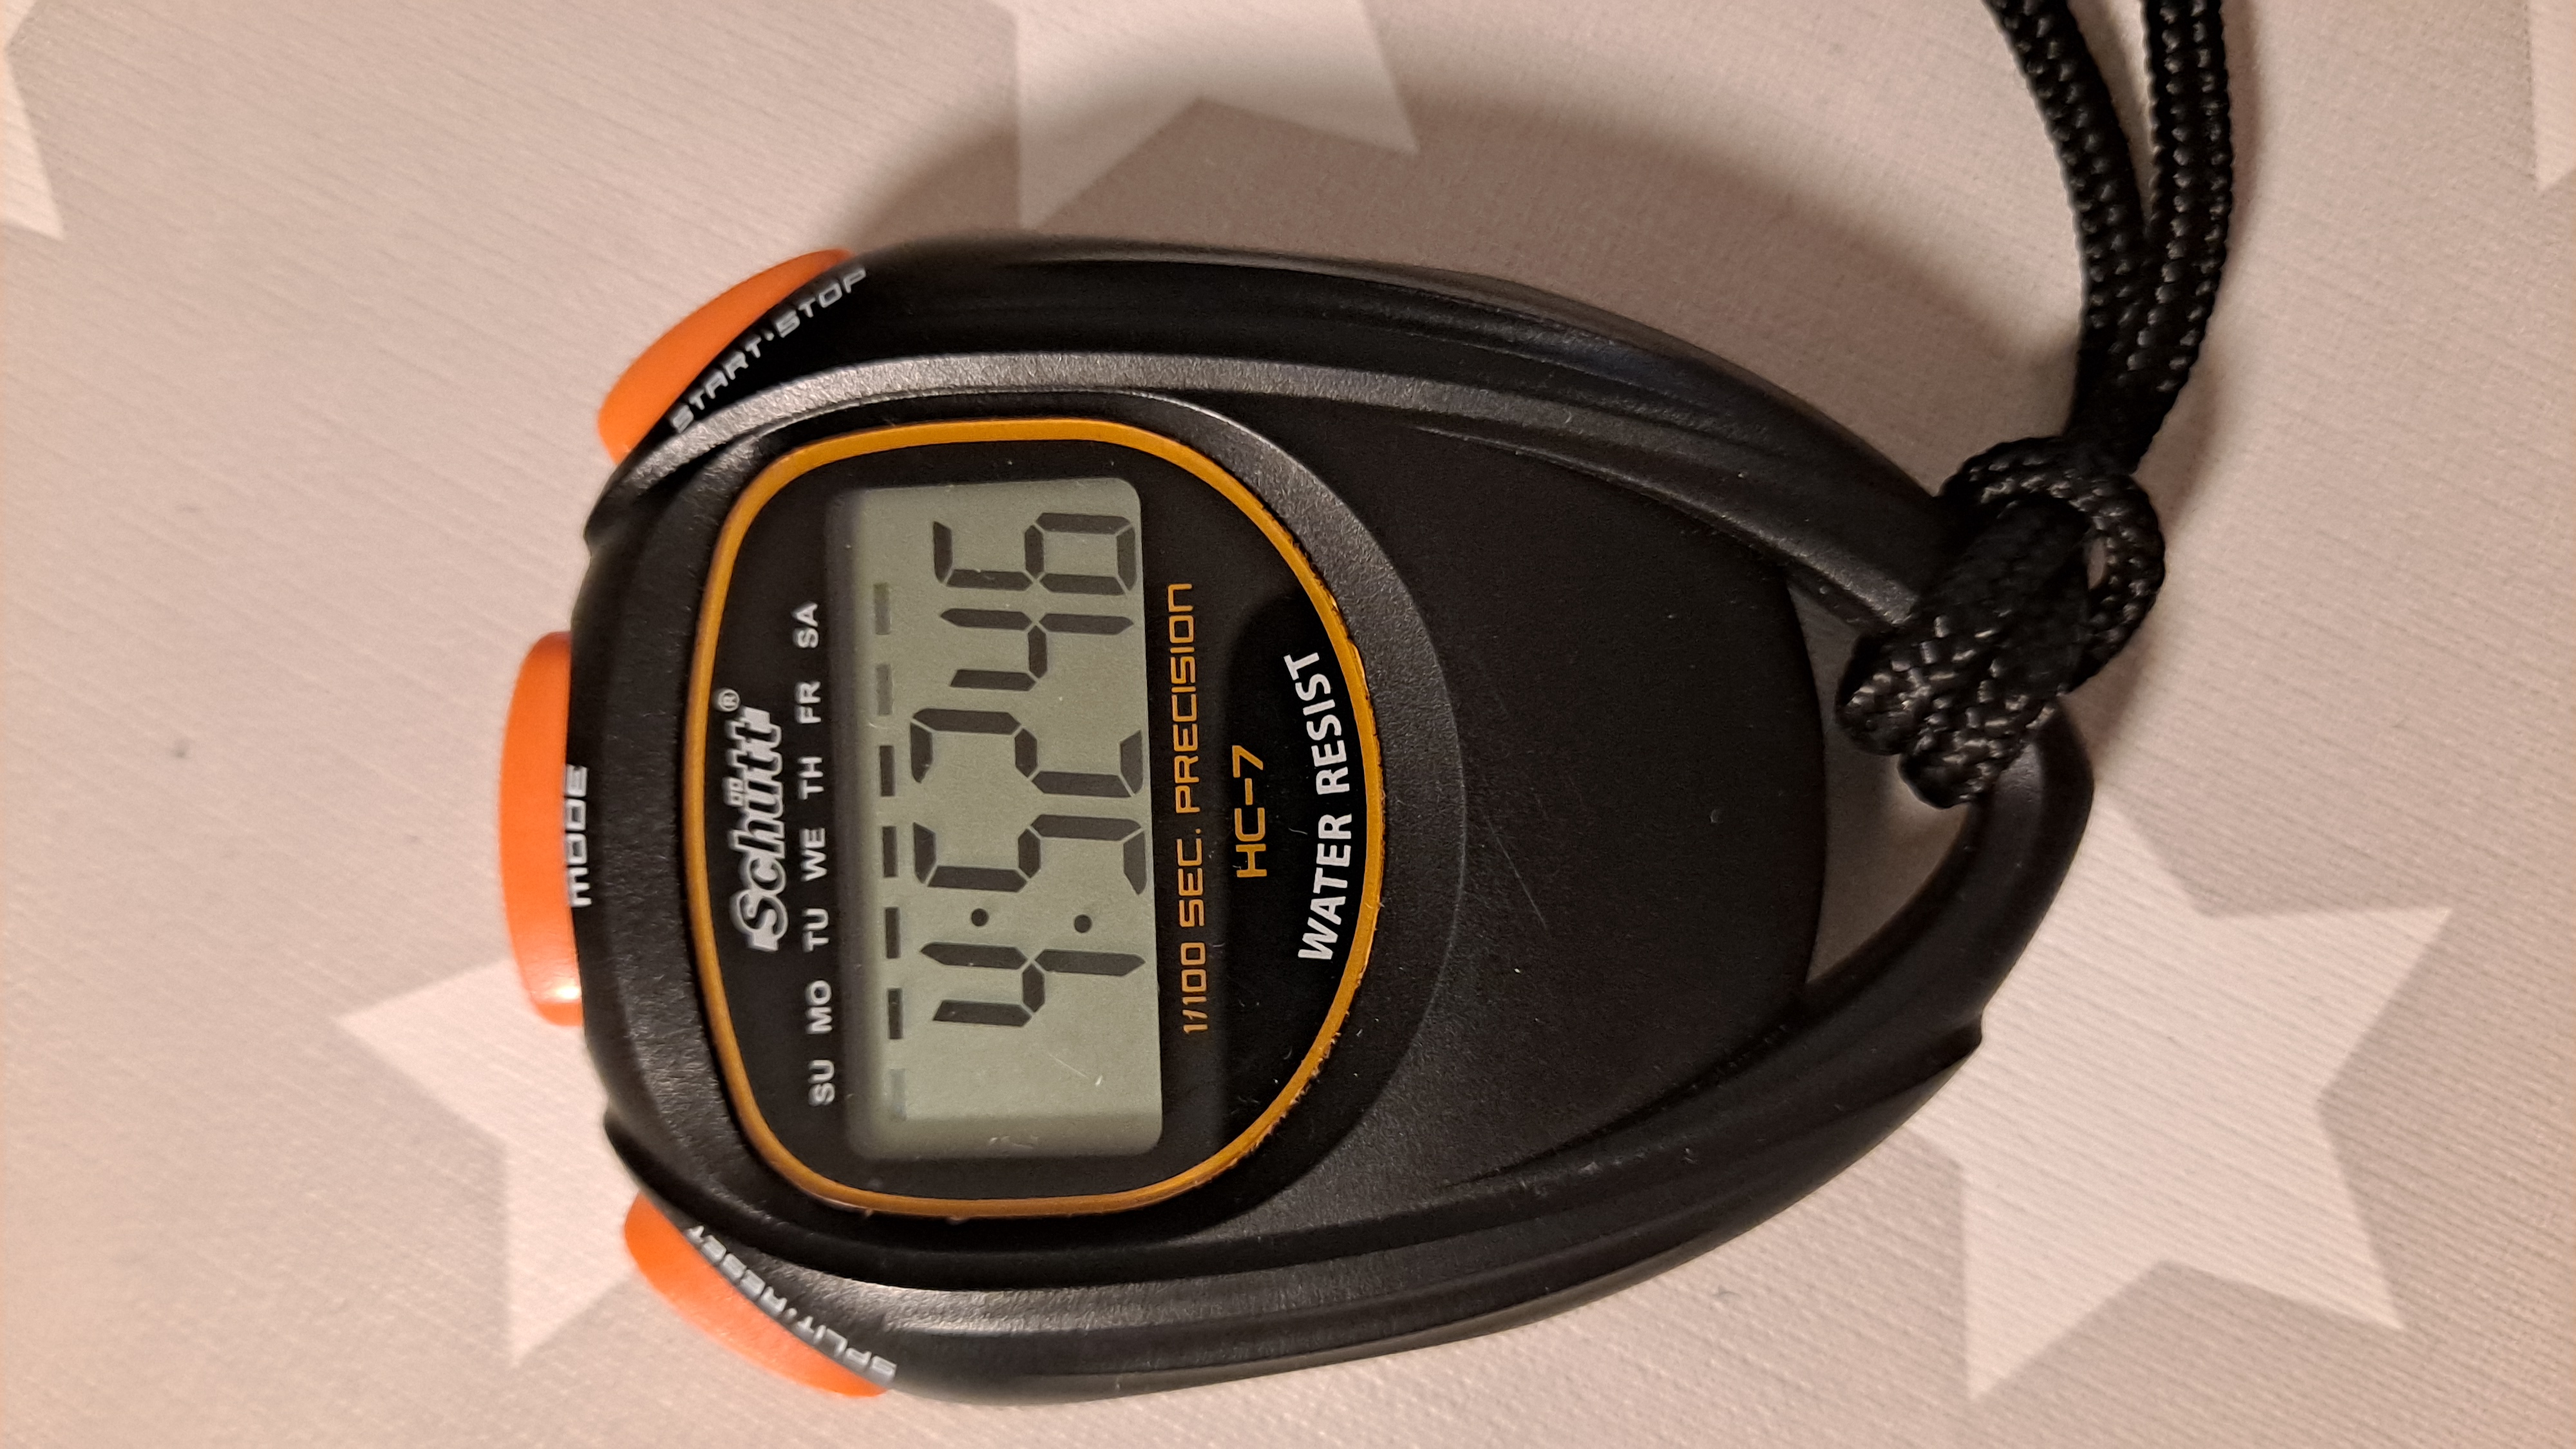 MODE
SPLIT·RESET
START·STOP
Schütt®
SU MO TU WE TH FR SA
4:52 46
1/100 SEC. PRECISION
HC-7
WATER RESIST